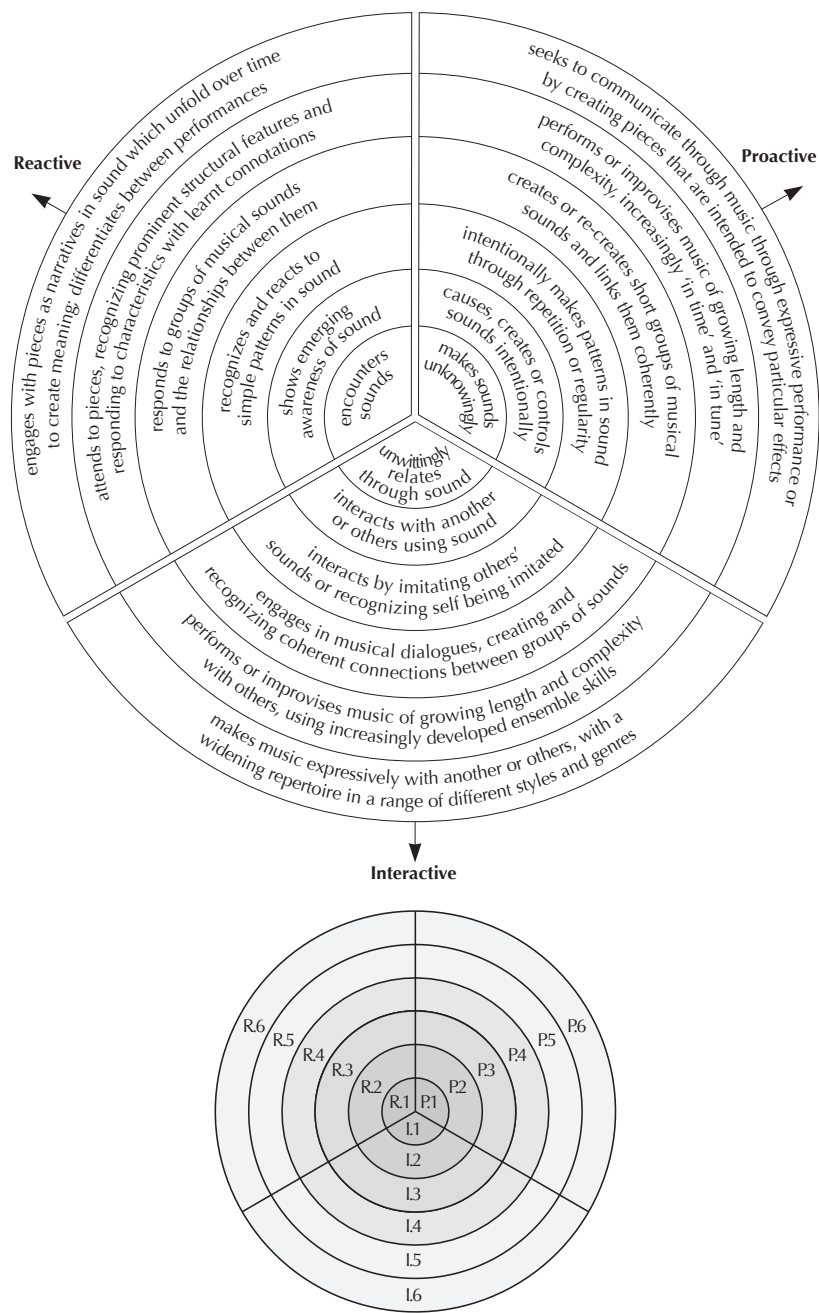 Reactive
engages with pieces as narratives in sound which unfold over time
to create meaning; differentiates between performances
attends to pieces, recognizing prominent structural features and
responding to characteristics with learnt connotations
responds to groups of musical sounds
and the relationships between them
recognizes and reacts to
simple patterns in sound
shows emerging
awareness of sound
encounters
sounds
Proactive
seeks to communicate through music through expressive performance or
by creating pieces that are intended to convey particular effects
performs or improvises music of growing length and
complexity, increasingly ‘in time’ and ‘in tune’
creates or re-creates short groups of musical
sounds and links them coherently
intentionally makes patterns in sound
through repetition or regularity
causes, creates or controls
sounds intentionally
makes sounds
unknowingly
unwittingly
relates
through sound
interacts with another
or others using sound
interacts by imitating others’
sounds or recognizing self being imitated
engages in musical dialogues, creating and
recognizing coherent connections between groups of sounds
performs or improvises music of growing length and complexity
with others, using increasingly developed ensemble skills
makes music expressively with another or others, with a
widening repertoire in a range of different styles and genres
Interactive
R.6
R.5
R.4
R.3
R.2
R.1
P.1
P.2
P.3
P.4
P.5
P.6
I.1
I.2
I.3
I.4
I.5
I.6